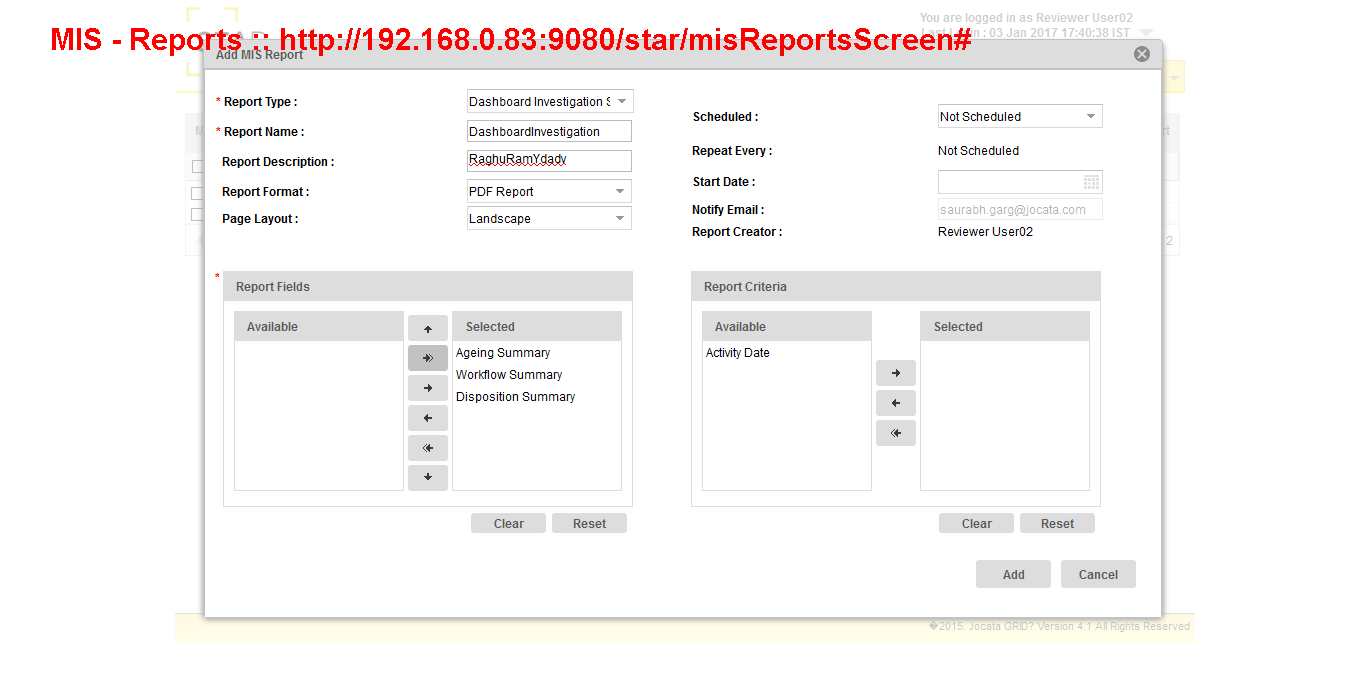 You are logged in as Reviewer User02
Last Login : 03 Jan 2017 17:40:38 IST
MIS - Reports :: http://192.168.0.83:9080/star/misReportsScreen#
Add MIS Report
* Report Type :
Dashboard Investigation S
* Report Name :
DashboardInvestigation
Report Description :
RaghuRamYdadv
Report Format :
PDF Report
Page Layout :
Landscape
Scheduled :
Not Scheduled
Repeat Every :
Not Scheduled
Start Date :
Notify Email :
saurabh.garg@jocata.com
Report Creator :
Reviewer User02
*
Report Fields
Available
Selected
Ageing Summary
Workflow Summary
Disposition Summary
Clear
Reset
Report Criteria
Available
Activity Date
Selected
Clear
Reset
Add
Cancel
2
�2015. Jocata GRID? Version 4.1 All Rights Reserved